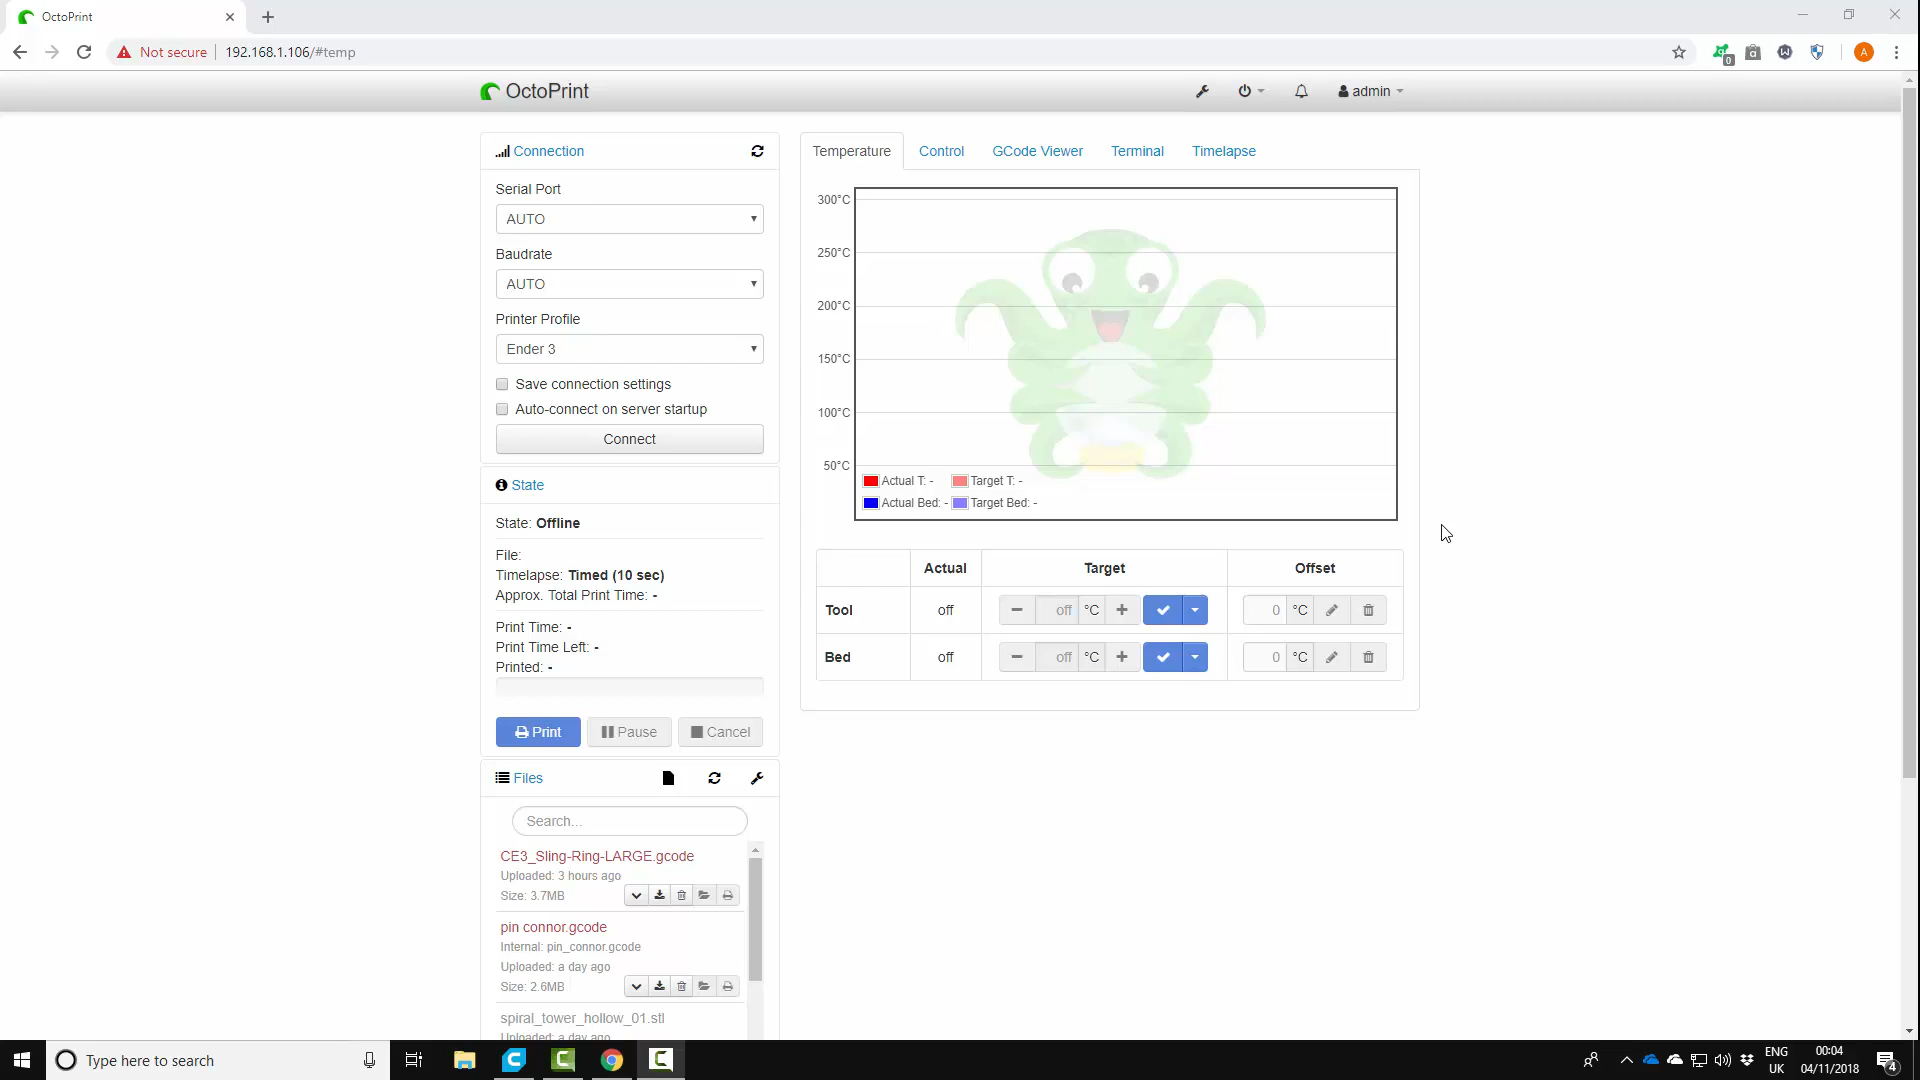 OctoPrint
Not secure | 192.168.1.106/#temp
0
A
OctoPrint
admin
Connection
Serial Port
AUTO
Baudrate
AUTO
Printer Profile
Ender 3
Save connection settings
Auto-connect on server startup
Connect
State
State: Offline
File:
Timelapse: Timed (10 sec)
Approx. Total Print Time: -
Print Time: -
Print Time Left: -
Printed: -
Print Pause Cancel
Files
Search...
CE3_Sling-Ring-LARGE.gcode
Uploaded: 3 hours ago
Size: 3.7MB
pin connor.gcode
Internal: pin_connor.gcode
Uploaded: a day ago
Size: 2.6MB
spiral_tower_hollow_01.stl
Uploaded: a day ago
Temperature Control GCode Viewer Terminal Timelapse
300°C
250°C
200°C
150°C
100°C
50°C
Actual T: - Target T: -
Actual Bed: - Target Bed: -
Actual Target Offset
Tool off off °C 0 °C
Bed off off °C 0 °C
Type here to search
ENG
UK
00:04
04/11/2018
4